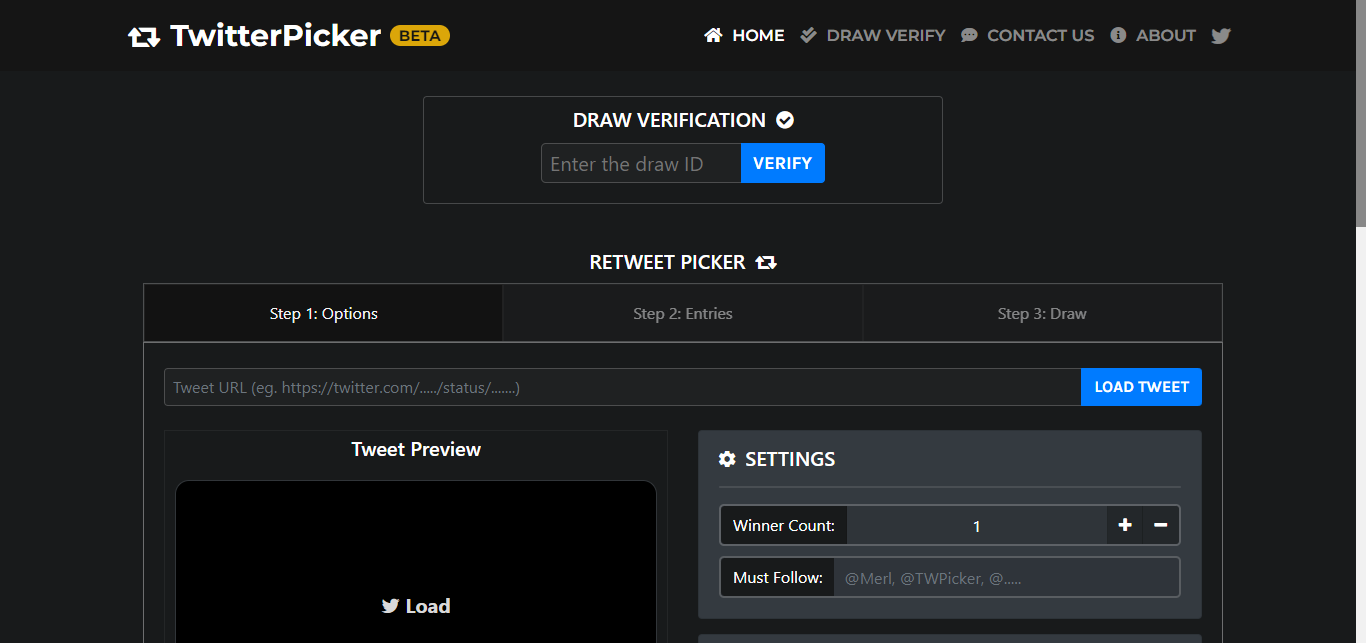 TwitterPicker BETA
HOME DRAW VERIFY CONTACT US ABOUT
DRAW VERIFICATION
Enter the draw ID VERIFY
RETWEET PICKER
Step 1: Options Step 2: Entries Step 3: Draw
Tweet URL (eg. https://twitter.com/...../status/.......) LOAD TWEET
Tweet Preview
Load
SETTINGS
Winner Count: 1
Must Follow: @Merl, @TWPicker, @.....